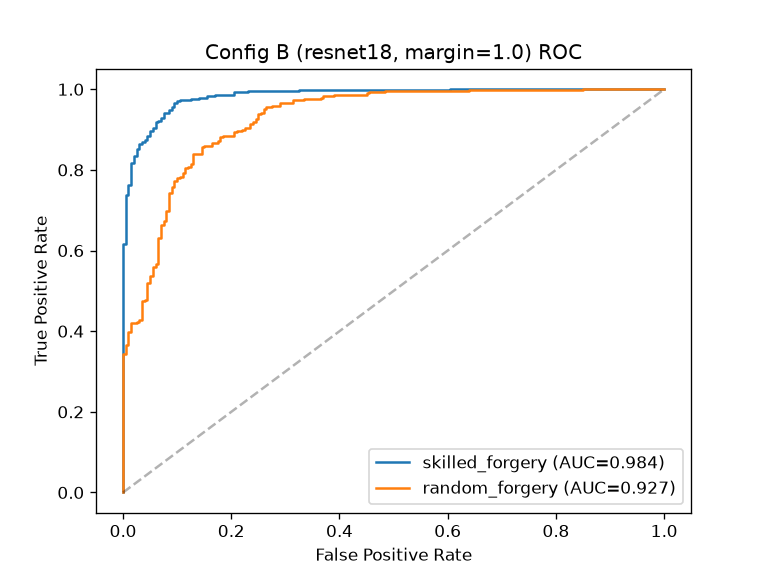 Config B (resnet18, margin=1.0) ROC
1.0
0.8
0.6
0.4
0.2
0.0
True Positive Rate
skilled_forgery (AUC=0.984)
random_forgery (AUC=0.927)
0.0 0.2 0.4 0.6 0.8 1.0
False Positive Rate